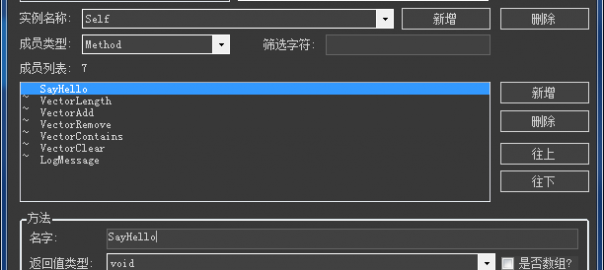 实例名称: Self 新增 删除
成员类型: Method 筛选字符:
成员列表: 7
SayHello
~ VectorLength
~ VectorAdd
~ VectorRemove
~ VectorContains
~ VectorClear
~ LogMessage
新增
删除
往上
往下
方法
名字: SayHello
返回值类型: void 是否数组?